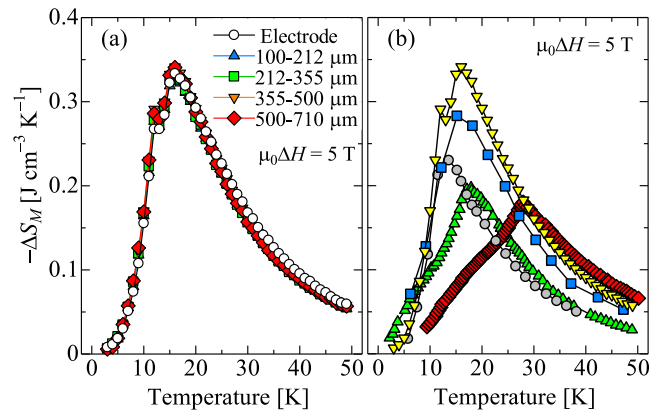 (a)
Electrode
100-212 μm
212-355 μm
355-500 μm
500-710 μm
μ₀ΔH = 5 T
(b)
μ₀ΔH = 5 T
−ΔS_M [J cm⁻³ K⁻¹]
0.4
0.3
0.2
0.1
0
0 10 20 30 40 50
0 10 20 30 40 50
Temperature [K]
Temperature [K]